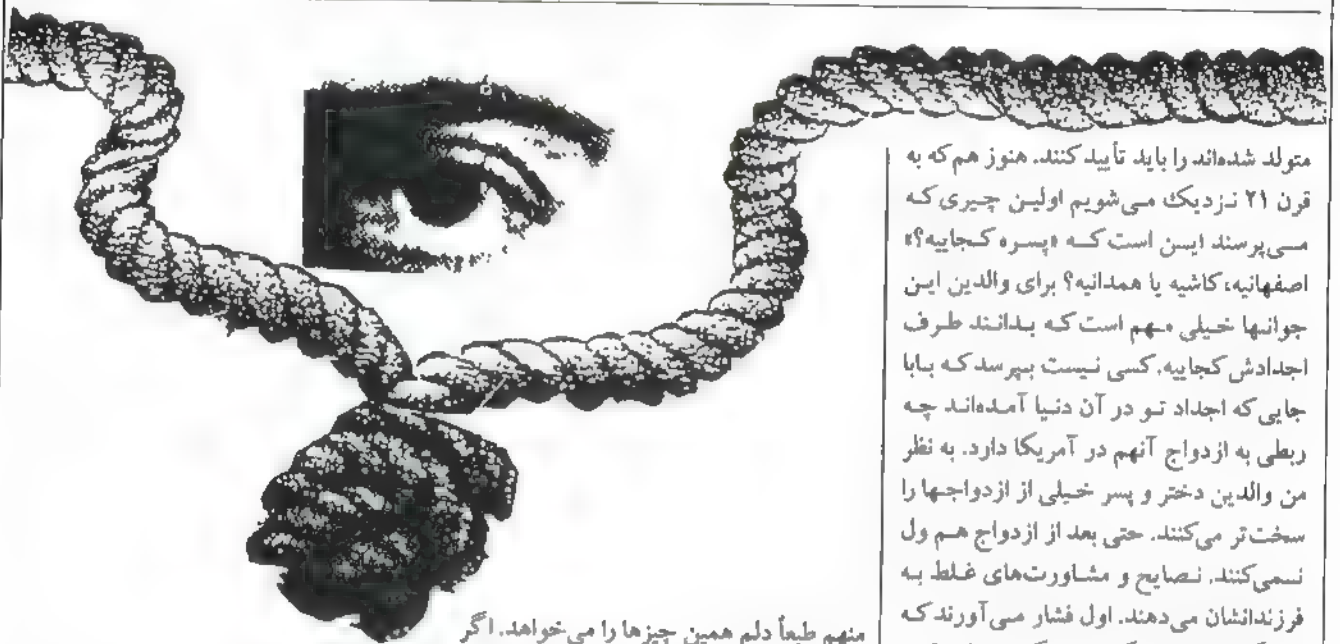 متولد شده‌اند را باید تأیید کنند. هنوز هم که به
قرن ۲۱ نزدیک می‌شویم اولین چیزی که
می‌پرسند این است که «پسره کجاییه؟»
اصفهانیه، کاشیه یا همدانیه؟ برای والدین این
جوانها خیلی مهم است که بدانند طرف
اجدادش کجاییه. کسی نیست بپرسد که بابا
جایی که اجداد تو در آن دنیا آمده‌اند چه
ربطی به ازدواج آنهم در آمریکا دارد. به نظر
من والدین دختر و پسر خیلی از ازدواجها را
سخت‌تر می‌کنند. حتی بعد از ازدواج هم ول
نمی‌کنند. نصایح و مشاورت‌های غلط به
فرزندانشان می‌دهند. اول فشار می‌آورند که
منهم طبعاً دلم همین چیزها را می‌خواهد. اگر